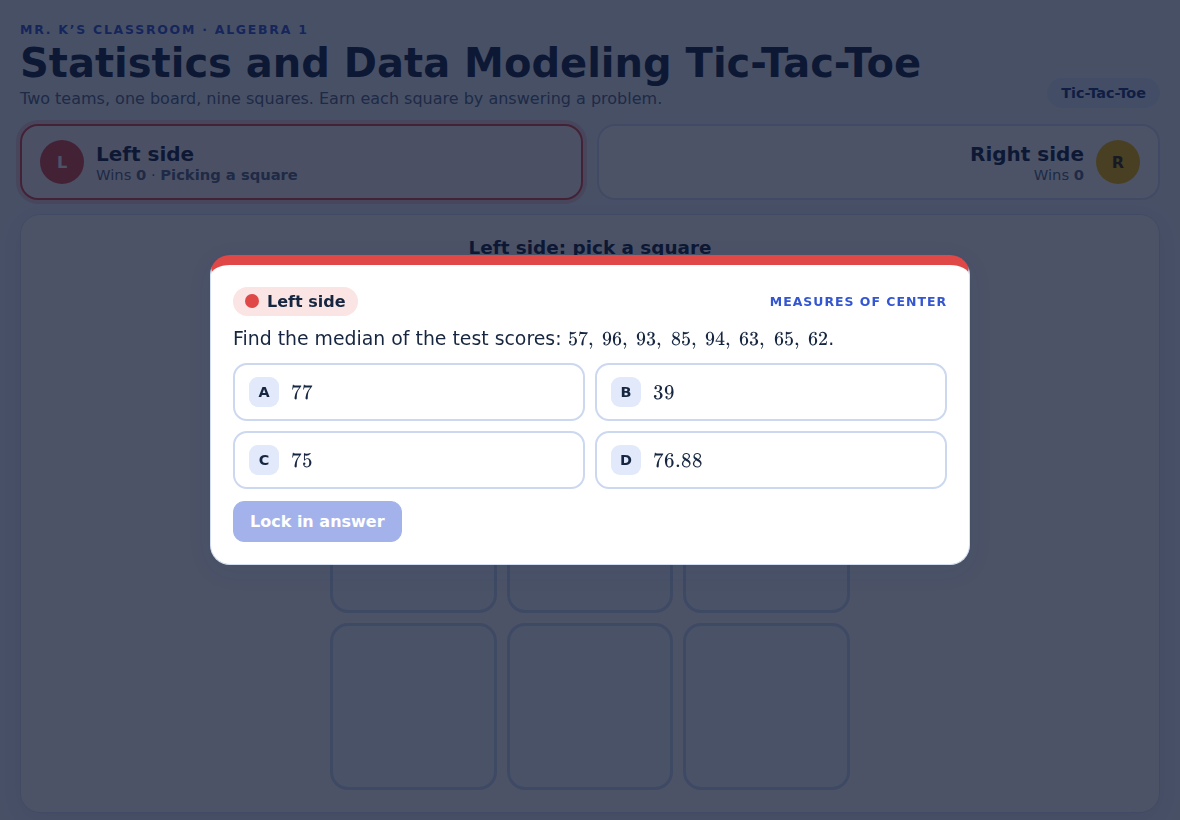 MR. K'S CLASSROOM · ALGEBRA 1
Statistics and Data Modeling Tic-Tac-Toe
Two teams, one board, nine squares. Earn each square by answering a problem.
Tic-Tac-Toe
L
Left side
Wins 0 · Picking a square
Right side
Wins 0
R
Left side: pick a square
Left side
MEASURES OF CENTER
Find the median of the test scores: 57, 96, 93, 85, 94, 63, 65, 62.
A 77
B 39
C 75
D 76.88
Lock in answer